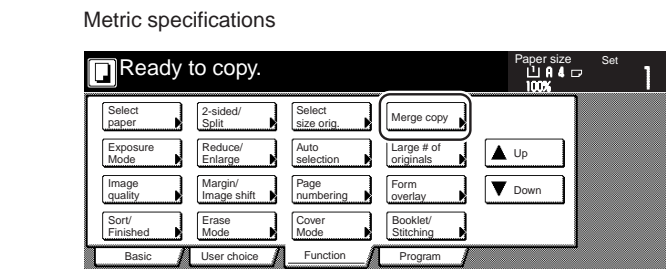 Metric specifications
Ready to copy.
Paper size
Set
1 A4
100%
1
Select
paper
2-sided/
Split
Select
size orig.
Merge copy
Exposure
Mode
Reduce/
Enlarge
Auto
selection
Large # of
originals
Up
Image
quality
Margin/
Image shift
Page
numbering
Form
overlay
Down
Sort/
Finished
Erase
Mode
Cover
Mode
Booklet/
Stitching
Basic
User choice
Function
Program